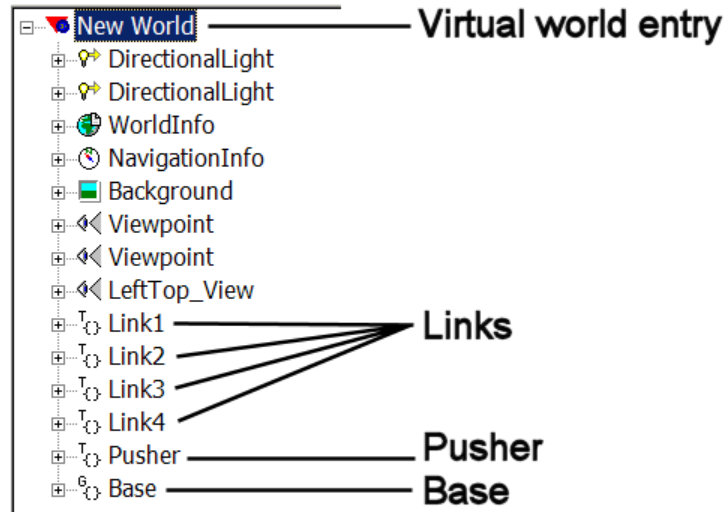 New World Virtual world entry
DirectionalLight
DirectionalLight
WorldInfo
NavigationInfo
Background
Viewpoint
Viewpoint
LeftTop_View
T{} Link1 Links
T{} Link2
T{} Link3
T{} Link4
T{} Pusher Pusher
G{} Base Base